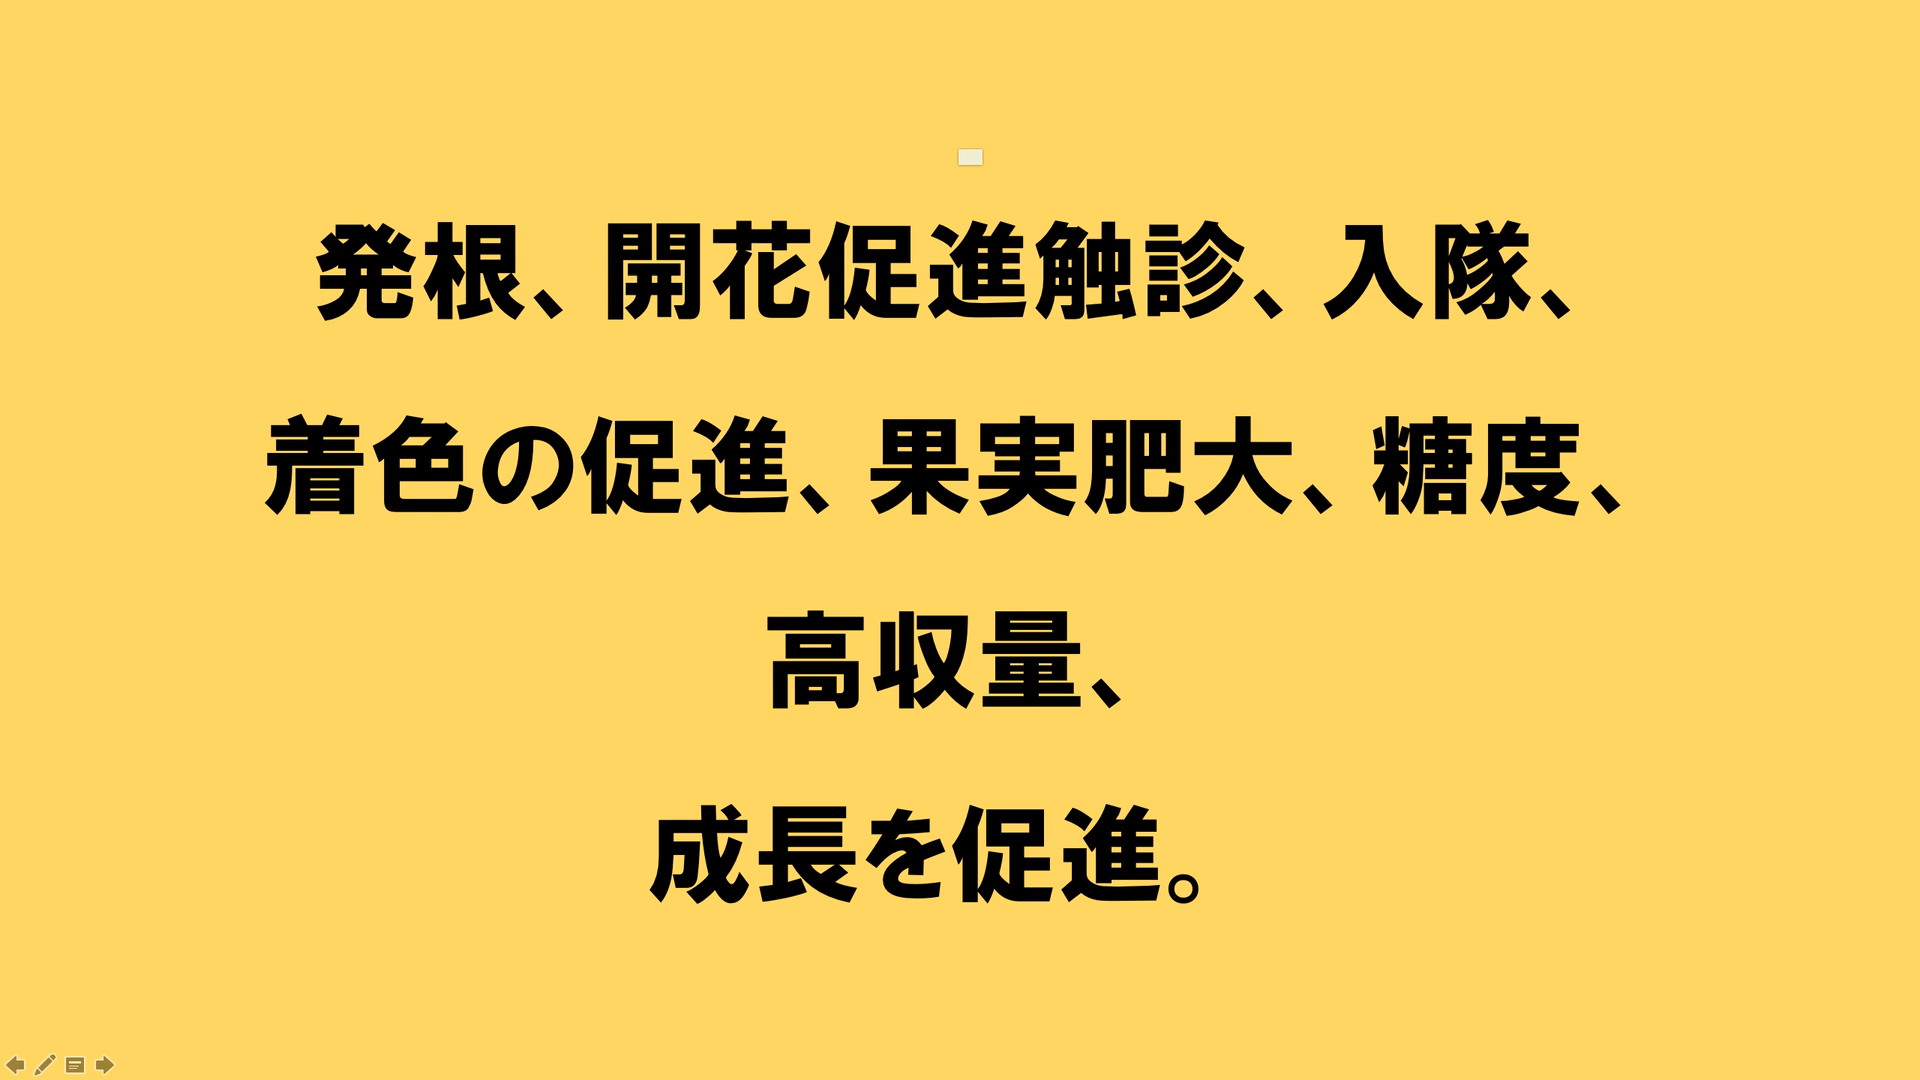 発根、開花促進触診、入隊、
着色の促進、果実肥大、糖度、
高収量、
成長を促進。